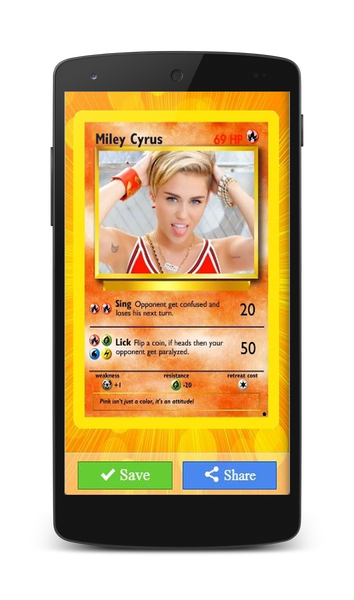 Miley Cyrus 69 HP
Sing Opponent get confused and
loses his next turn. 20
Lick Flip a coin, if heads then your
opponent get paralyzed. 50
weakness resistance retreat cost
+1 -20
Pink isn't just a color, it's an attitude!
Save Share